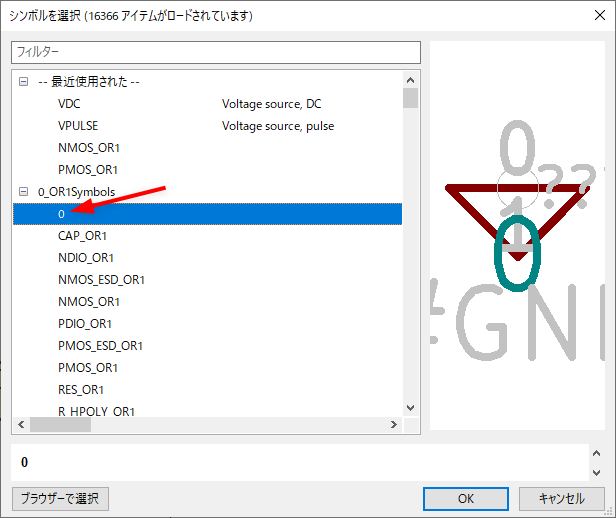 シンボルを選択 (16366 アイテムがロードされています)
フィルター
-- 最近使用された --
VDC Voltage source, DC
VPULSE Voltage source, pulse
NMOS_OR1
PMOS_OR1
0_OR1Symbols
0
CAP_OR1
NDIO_OR1
NMOS_ESD_OR1
NMOS_OR1
PDIO_OR1
PMOS_ESD_OR1
PMOS_OR1
RES_OR1
R_HPOLY_OR1
0
1
??
0
#GN
0
ブラウザーで選択
OK
キャンセル